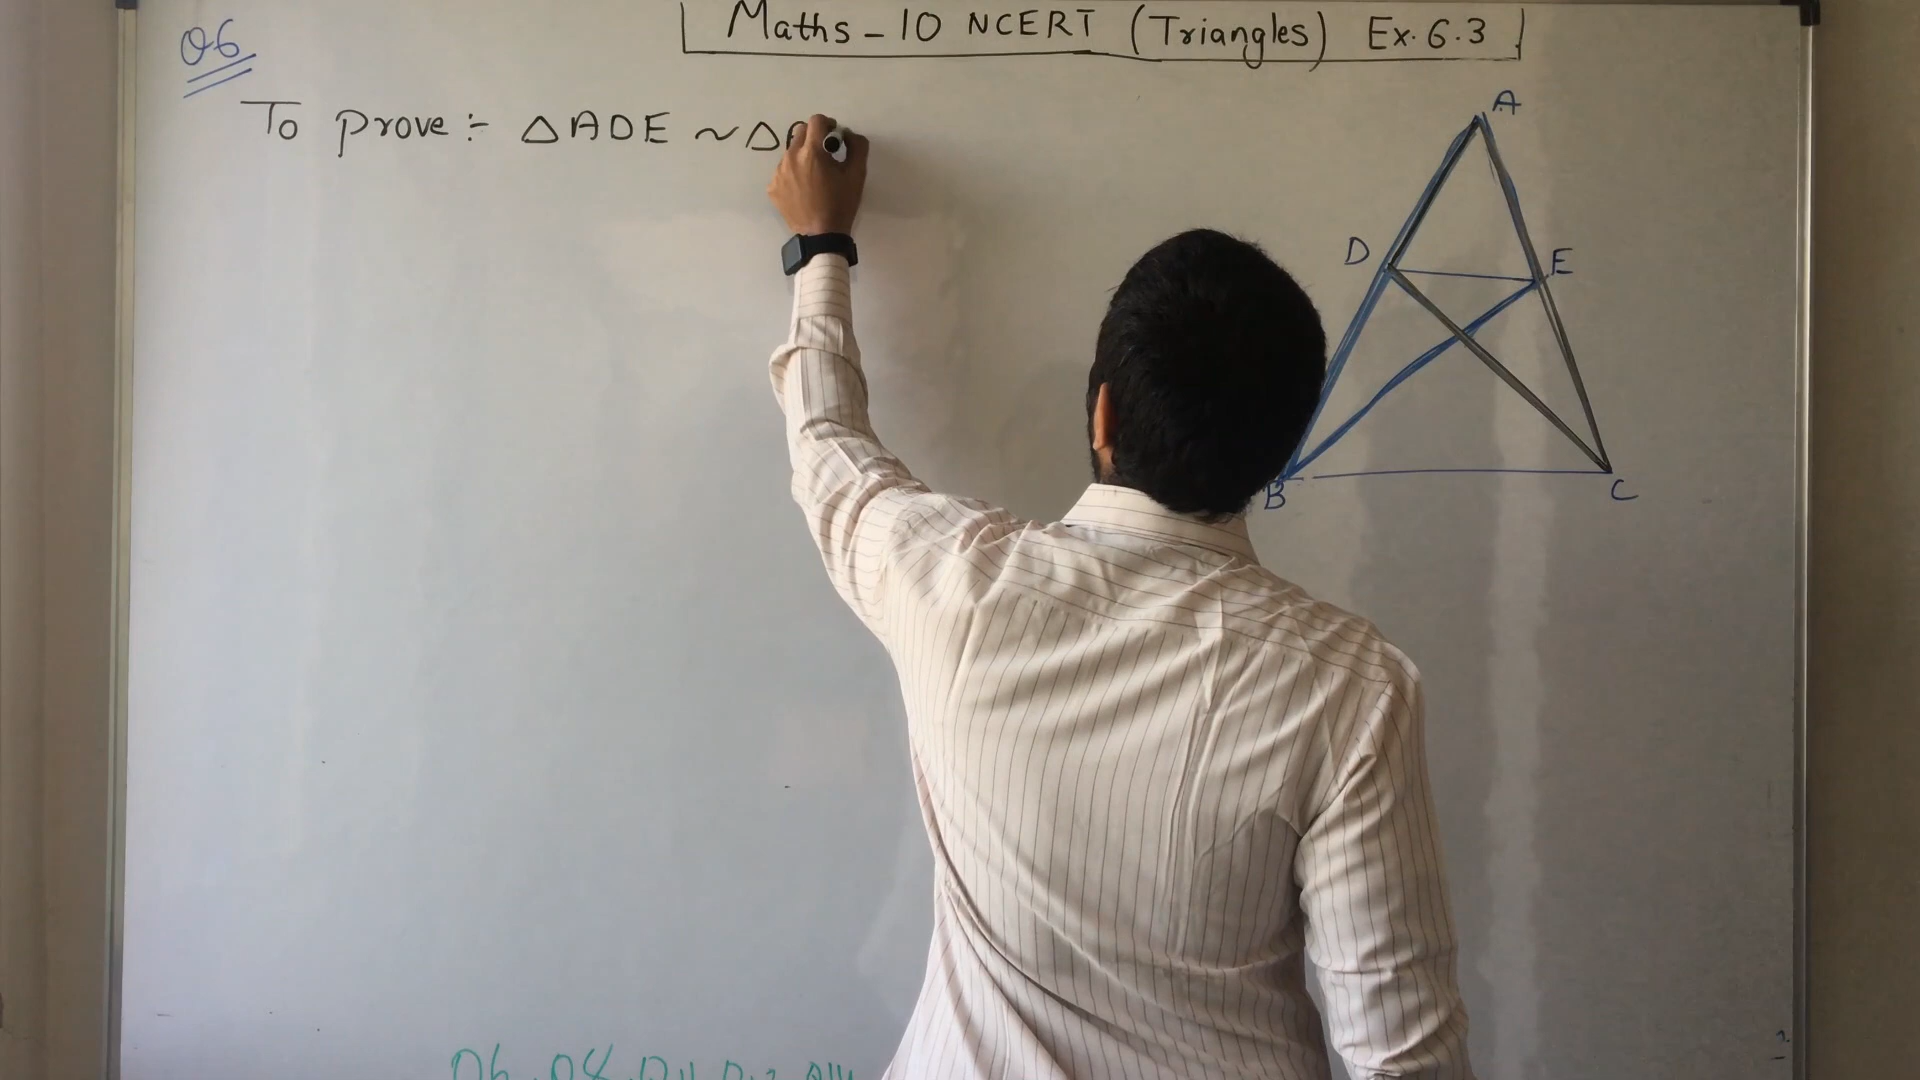 Maths - 10 NCERT (Triangles) Ex. 6.3
Q6
To prove :- △ADE ~ △A
A
D
E
B
C